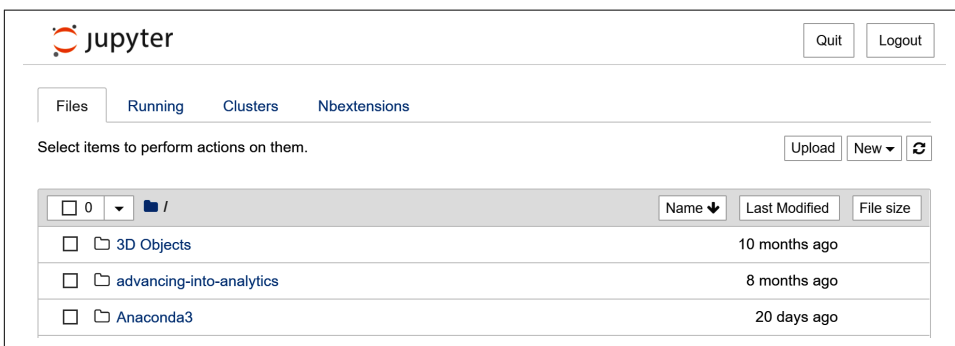 jupyter Quit Logout
Files Running Clusters Nbextensions
Select items to perform actions on them. Upload New
0 / Name Last Modified File size
3D Objects 10 months ago
advancing-into-analytics 8 months ago
Anaconda3 20 days ago